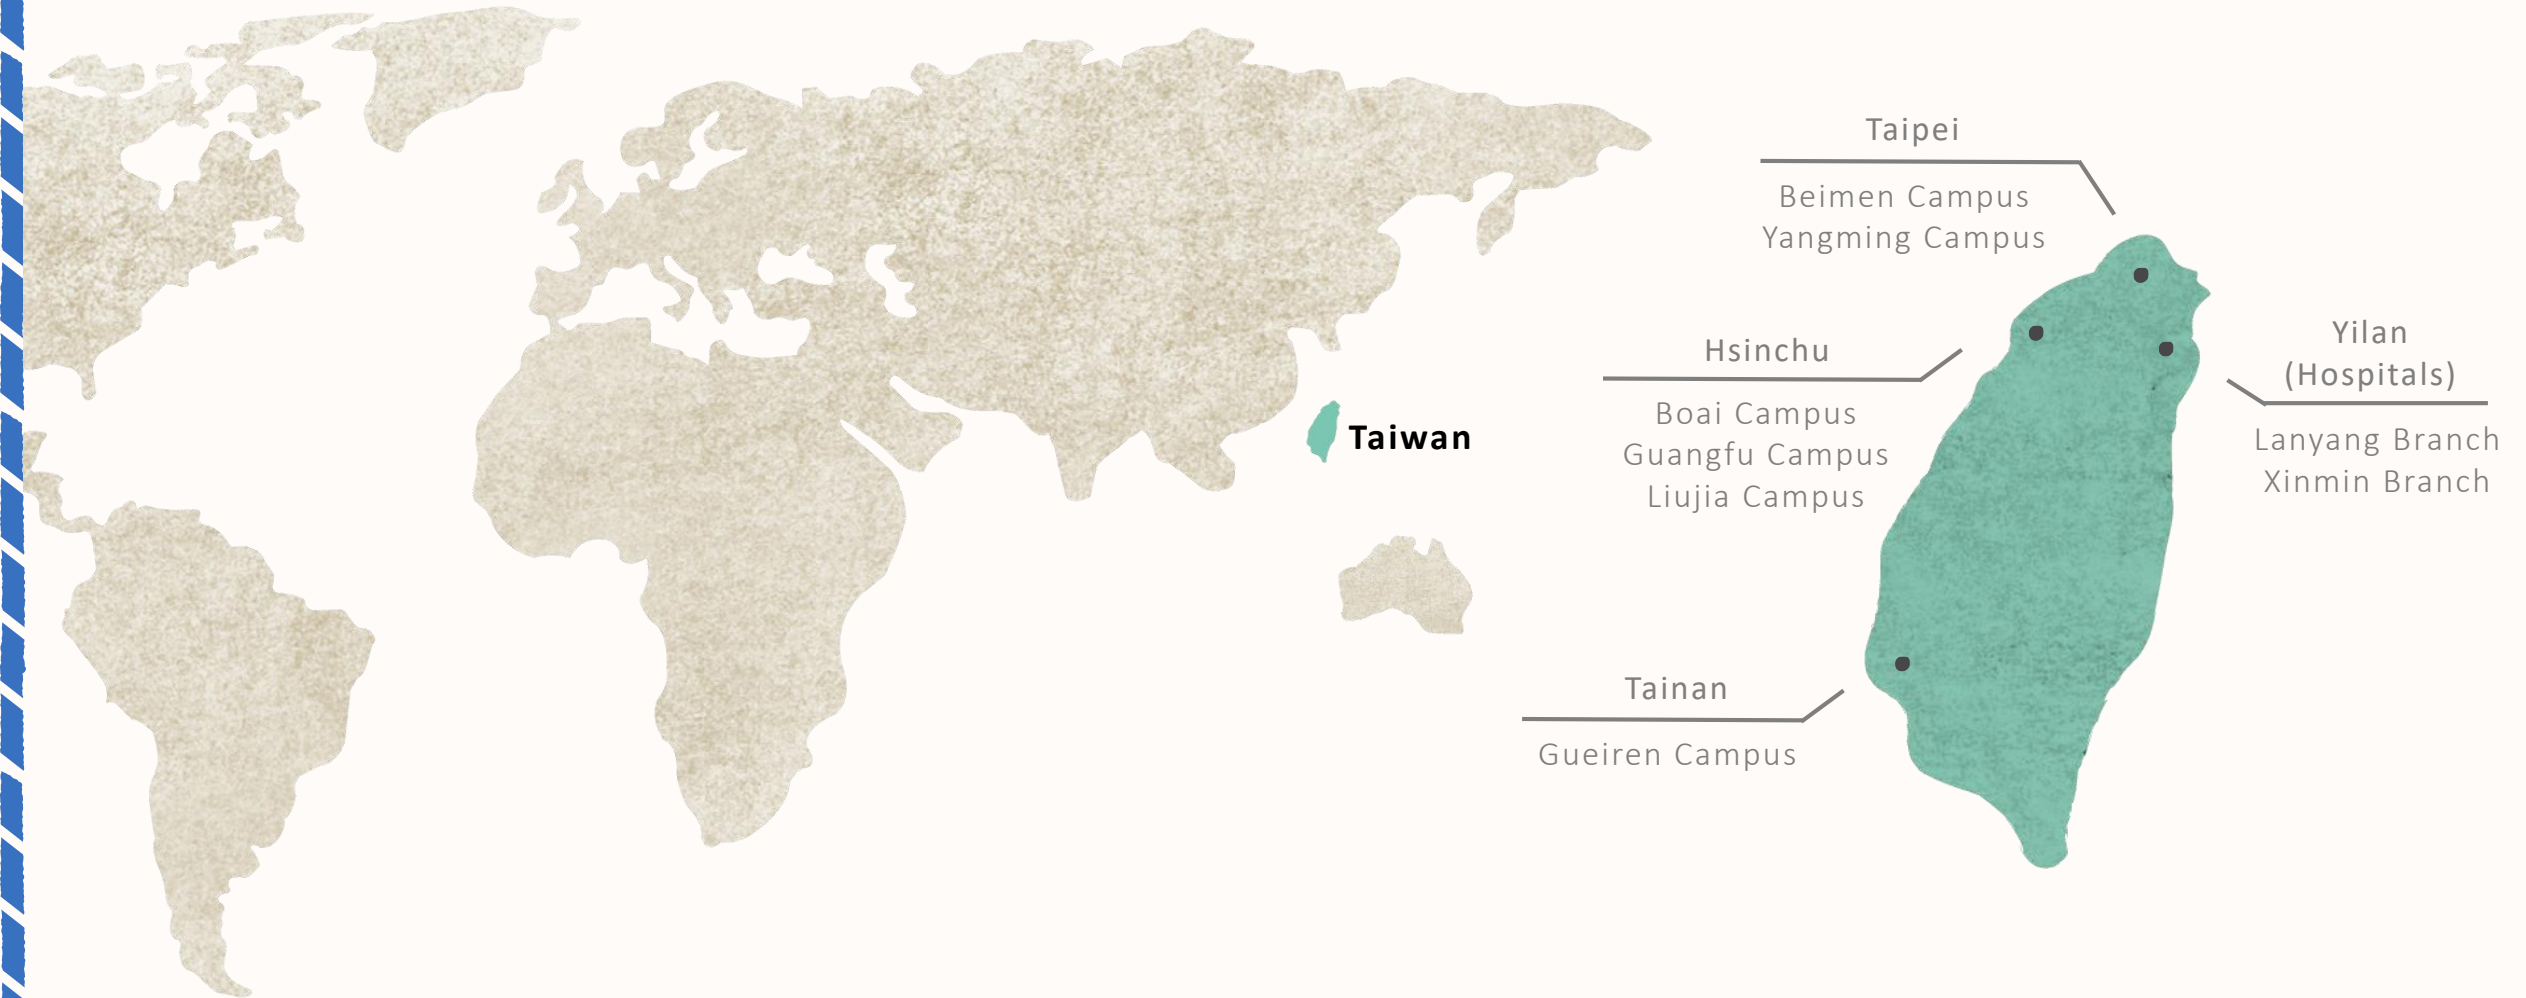 Taiwan
Taipei
Beimen Campus
Yangming Campus
Hsinchu
Boai Campus
Guangfu Campus
Liujia Campus
Yilan
(Hospitals)
Lanyang Branch
Xinmin Branch
Tainan
Gueiren Campus